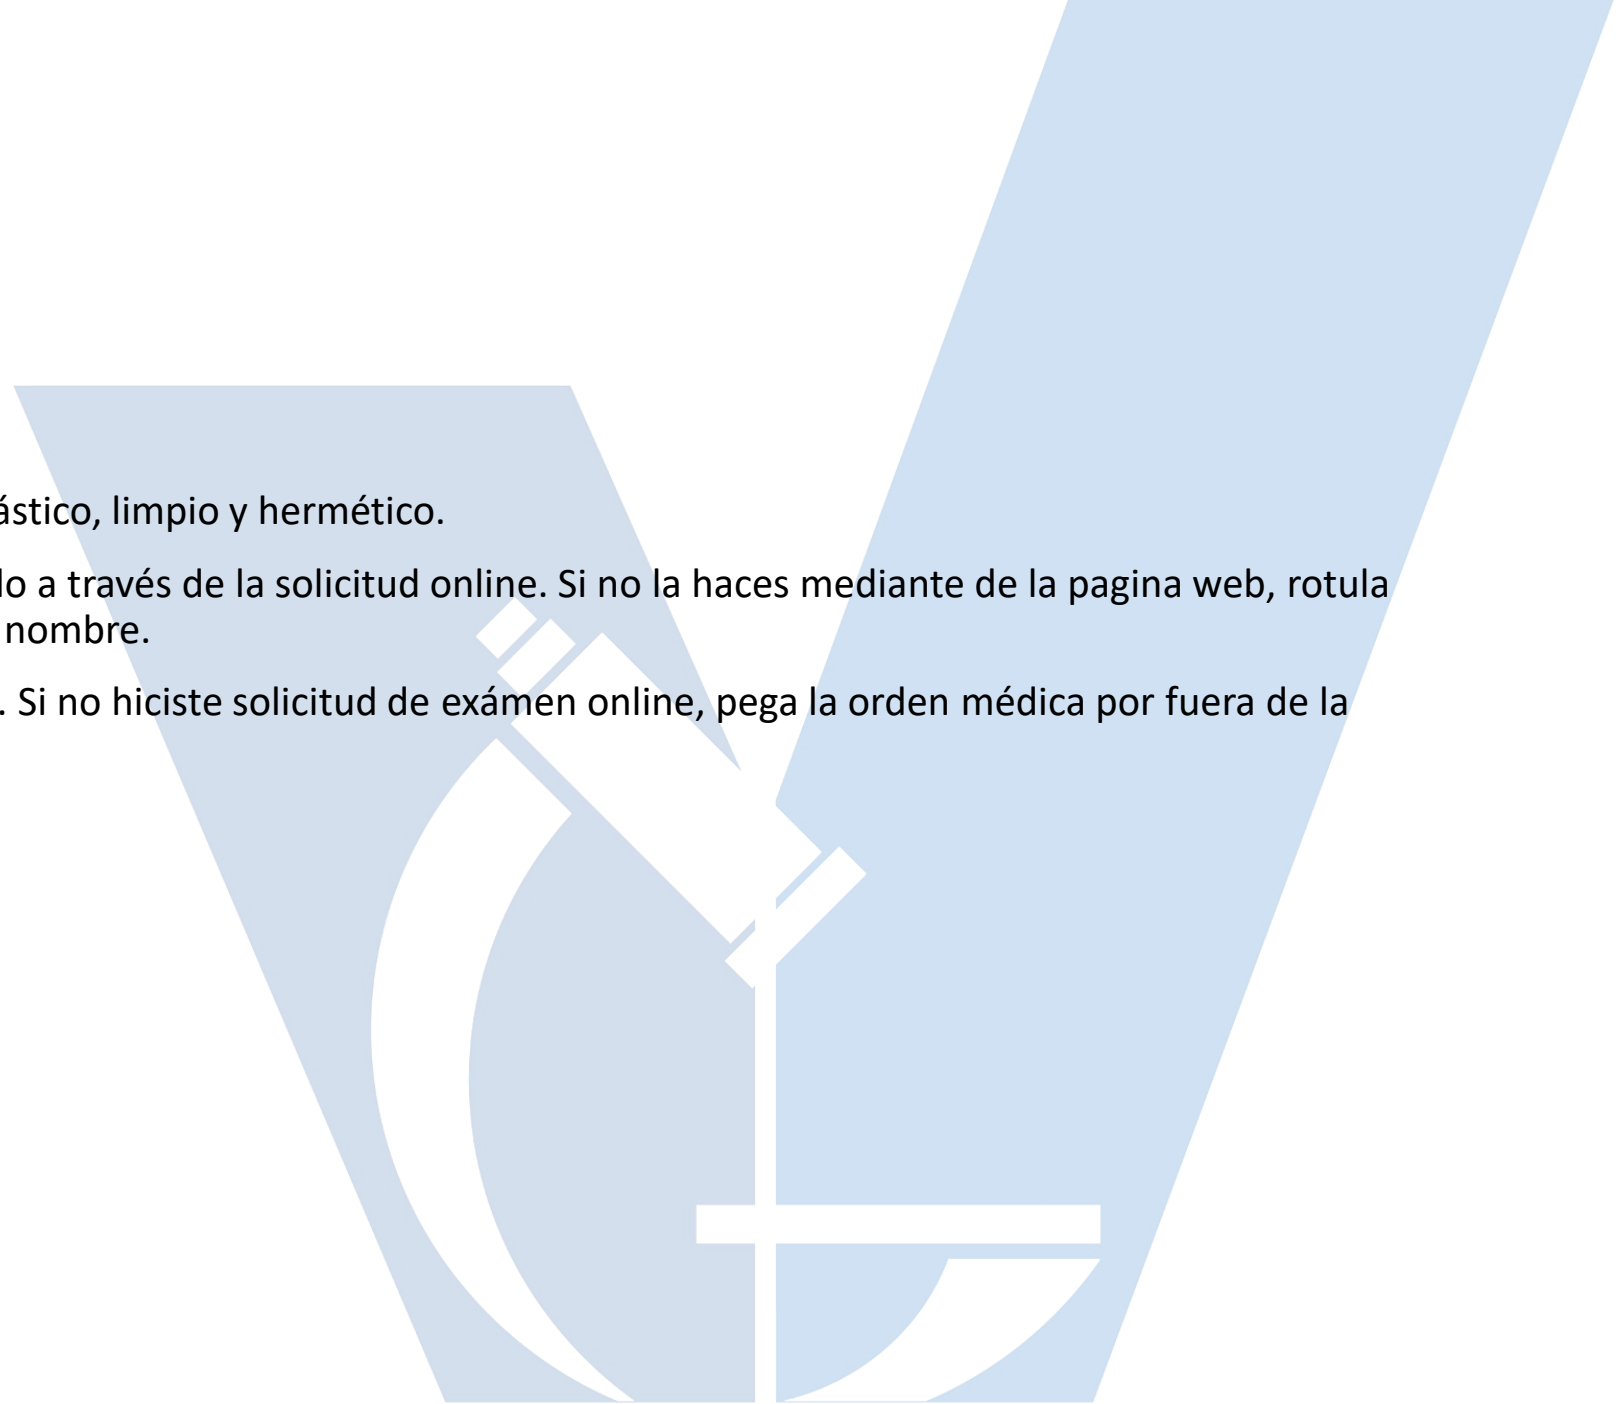 ástico, limpio y hermético.
lo a través de la solicitud online. Si no la haces mediante de la pagina web, rotula
nombre.
. Si no hiciste solicitud de exámen online, pega la orden médica por fuera de la